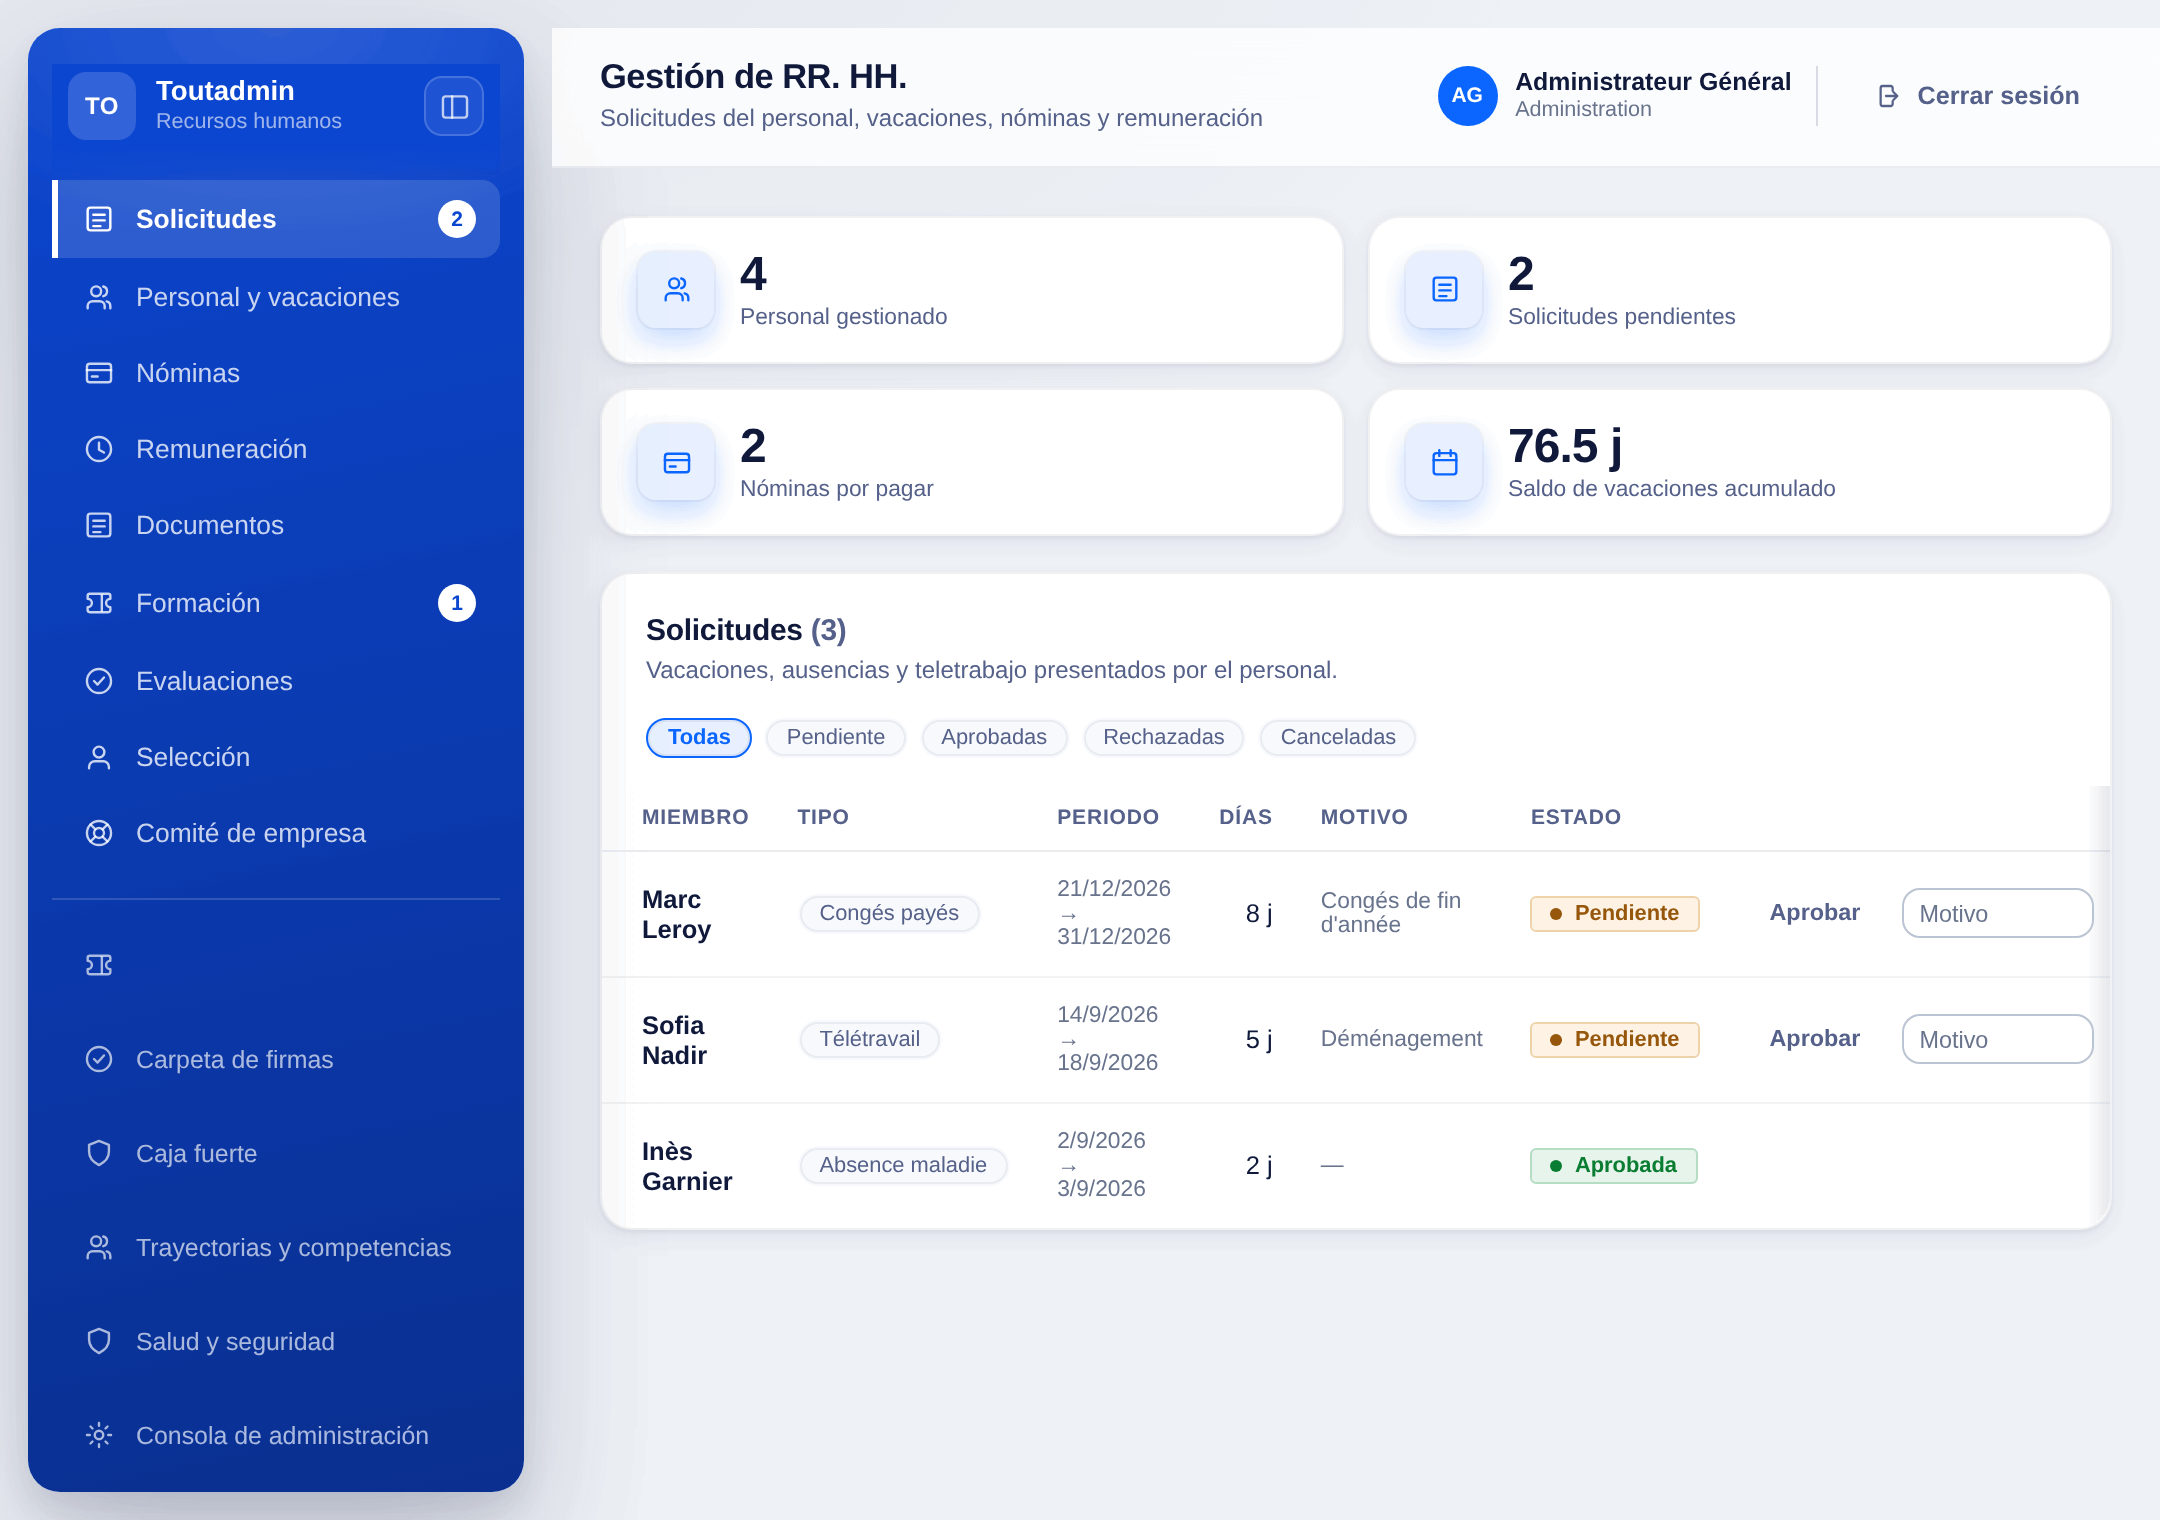 TO
Toutadmin
Recursos humanos
Solicitudes
2
Personal y vacaciones
Nóminas
Remuneración
Documentos
Formación
1
Evaluaciones
Selección
Comité de empresa
Carpeta de firmas
Caja fuerte
Trayectorias y competencias
Salud y seguridad
Consola de administración
Gestión de RR. HH.
Solicitudes del personal, vacaciones, nóminas y remuneración
AG
Administrateur Général
Administration
Cerrar sesión
4
Personal gestionado
2
Solicitudes pendientes
2
Nóminas por pagar
76.5 j
Saldo de vacaciones acumulado
Solicitudes (3)
Vacaciones, ausencias y teletrabajo presentados por el personal.
Todas
Pendiente
Aprobadas
Rechazadas
Canceladas
MIEMBRO TIPO PERIODO DÍAS MOTIVO ESTADO
Marc
Leroy
Congés payés
21/12/2026
→
31/12/2026
8 j
Congés de fin
d'année
Pendiente
Aprobar
Motivo
Sofia
Nadir
Télétravail
14/9/2026
→
18/9/2026
5 j
Déménagement
Pendiente
Aprobar
Motivo
Inès
Garnier
Absence maladie
2/9/2026
→
3/9/2026
2 j
—
Aprobada